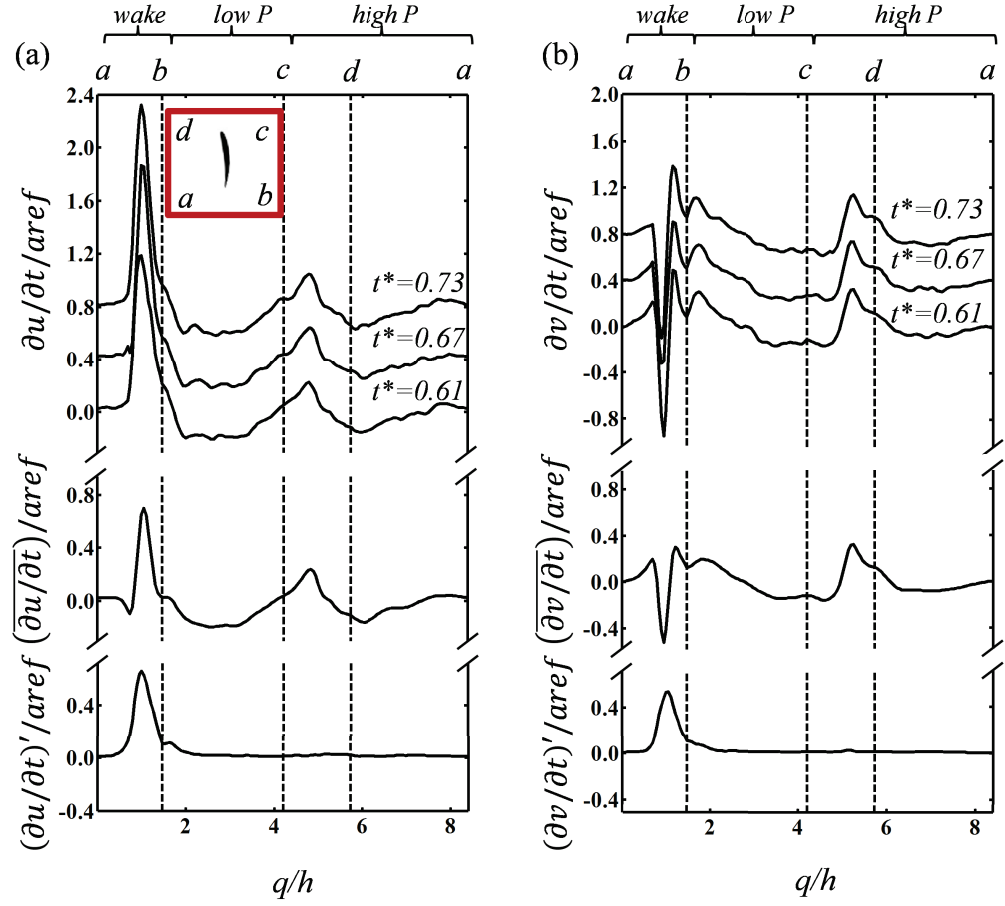 wake low P high P
(a)
a b c d a
∂u/∂t/aref
2.4
2.0
1.6
1.2
0.8
0.4
0.0
d c
a b
t*=0.73
t*=0.67
t*=0.61
(∂u/∂t)/aref
0.8
0.4
0.0
(∂u/∂t)'/aref
0.4
0.0
-0.4
2 4 6 8
q/h
wake low P high P
(b)
a b c d a
∂v/∂t/aref
2.0
1.6
1.2
0.8
0.4
0.0
-0.4
-0.8
t*=0.73
t*=0.67
t*=0.61
(∂v/∂t)/aref
0.8
0.4
0.0
-0.4
(∂v/∂t)'/aref
0.4
0.0
-0.4
2 4 6 8
q/h